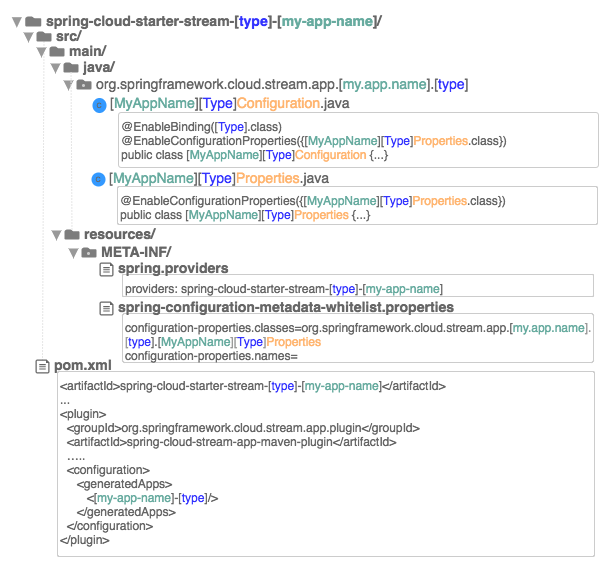 spring-cloud-starter-stream-[type]-[my-app-name]/
src/
main/
java/
org.springframework.cloud.stream.app.[my.app.name].[type]
[MyAppName][Type]Configuration.java
@EnableBinding([Type].class)
@EnableConfigurationProperties({[MyAppName][Type]Properties.class})
public class [MyAppName][Type]Configuration {...}
[MyAppName][Type]Properties.java
@EnableConfigurationProperties({[MyAppName][Type]Properties.class})
public class [MyAppName][Type]Properties {...}
resources/
META-INF/
spring.providers
providers: spring-cloud-starter-stream-[type]-[my-app-name]
spring-configuration-metadata-whitelist.properties
configuration-properties.classes=org.springframework.cloud.stream.app.[my.app.name].
[type].[MyAppName][Type]Properties
configuration-properties.names=
pom.xml
<artifactId>spring-cloud-starter-stream-[type]-[my-app-name]</artifactId>
...
<plugin>
<groupId>org.springframework.cloud.stream.app.plugin</groupId>
<artifactId>spring-cloud-stream-app-maven-plugin</artifactId>
…..
<configuration>
<generatedApps>
<[my-app-name]-[type]/>
</generatedApps>
</configuration>
</plugin>